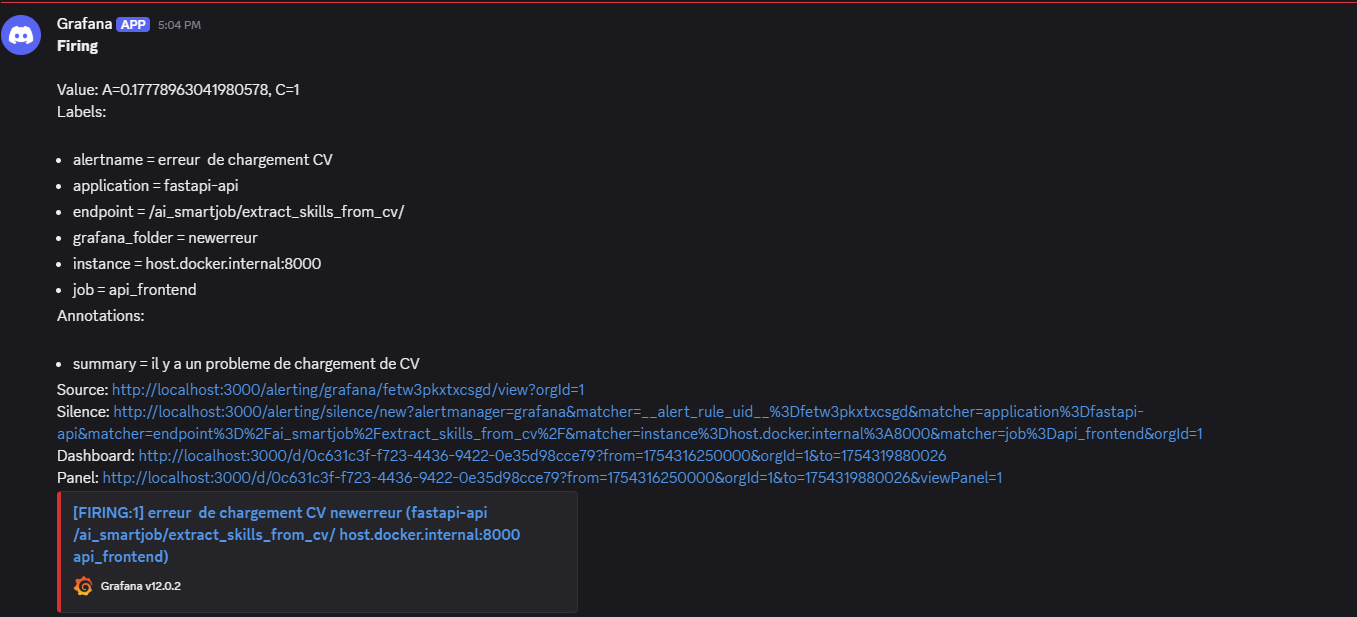 Grafana APP 5:04 PM
Firing
Value: A=0.17778963041980578, C=1
Labels:
• alertname = erreur  de chargement CV
• application = fastapi-api
• endpoint = /ai_smartjob/extract_skills_from_cv/
• grafana_folder = newerreur
• instance = host.docker.internal:8000
• job = api_frontend
Annotations:
• summary = il y a un probleme de chargement de CV
Source: http://localhost:3000/alerting/grafana/fetw3pkxtxcsgd/view?orgId=1
Silence: http://localhost:3000/alerting/silence/new?alertmanager=grafana&matcher=__alert_rule_uid__%3Dfetw3pkxtxcsgd&matcher=application%3Dfastapi-
api&matcher=endpoint%3D%2Fai_smartjob%2Fextract_skills_from_cv%2F&matcher=instance%3Dhost.docker.internal%3A8000&matcher=job%3Dapi_frontend&orgId=1
Dashboard: http://localhost:3000/d/0c631c3f-f723-4436-9422-0e35d98cce79?from=1754316250000&orgId=1&to=1754319880026
Panel: http://localhost:3000/d/0c631c3f-f723-4436-9422-0e35d98cce79?from=1754316250000&orgId=1&to=1754319880026&viewPanel=1
[FIRING:1] erreur  de chargement CV newerreur (fastapi-api
/ai_smartjob/extract_skills_from_cv/ host.docker.internal:8000
api_frontend)
Grafana v12.0.2